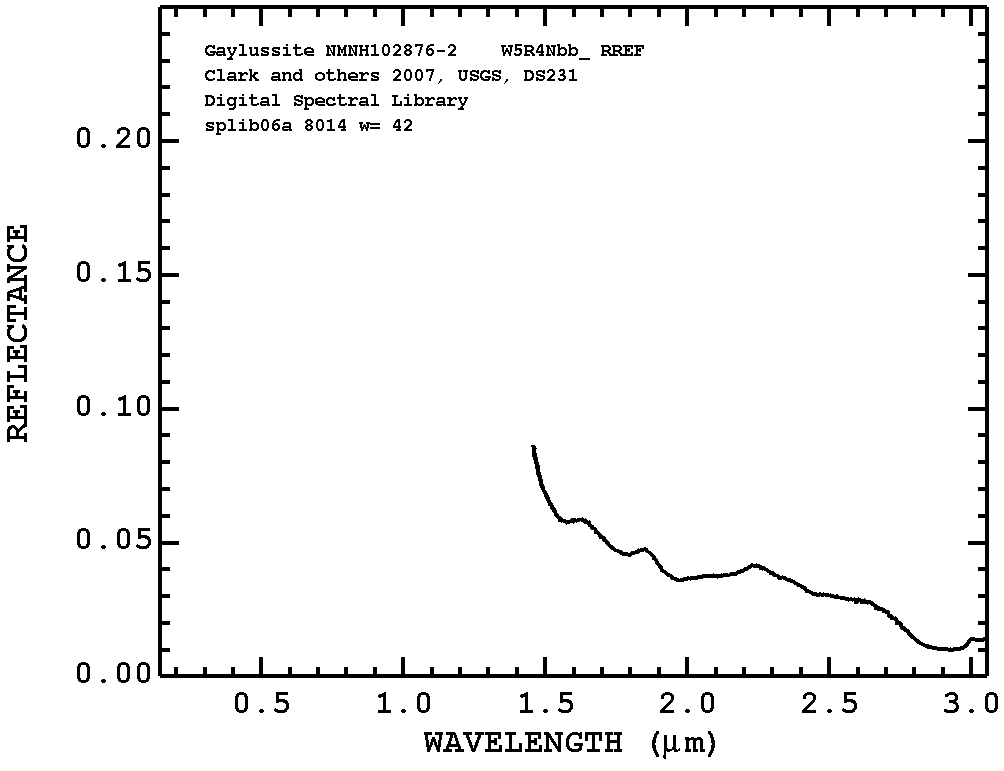 Gaylussite NMNH102876-2 W5R4Nbb_ RREF
Clark and others 2007, USGS, DS231
Digital Spectral Library
splib06a 8014 w= 42
REFLECTANCE
0.20
0.15
0.10
0.05
0.00
0.5 1.0 1.5 2.0 2.5 3.0
WAVELENGTH (μm)